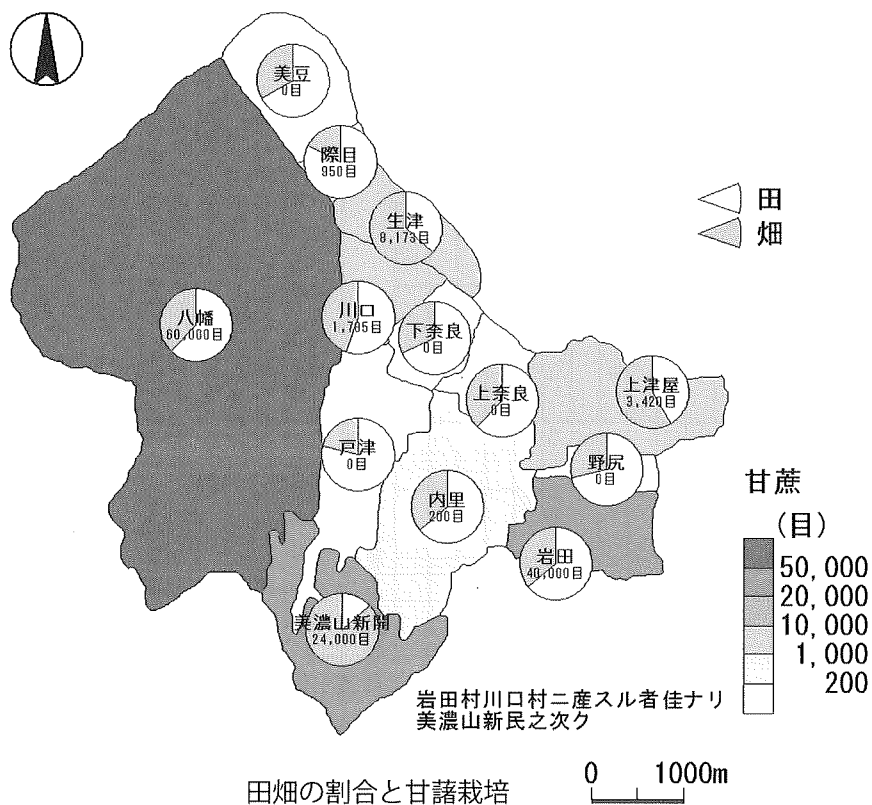 美豆
0目
際目
950目
生津
8,173目
田
畑
八幡
60,000目
川口
1,795目
下奈良
0目
上奈良
0目
上津屋
3,420目
戸津
0目
野尻
0目
内里
200目
岩田
40,000目
美濃山新開
24,000目
甘蔗
(目)
50,000
20,000
10,000
1,000
200
岩田村川口村ニ産スル者佳ナリ
美濃山新民之次ク
田畑の割合と甘藷栽培
0 1000m